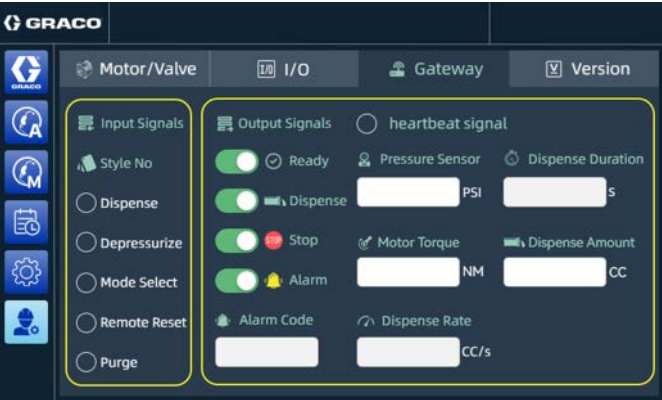 GRACO
GRACO
Motor/Valve
I/O I/O
Gateway
V Version
A
M
Input Signals
Style No
Dispense
Depressurize
Mode Select
Remote Reset
Purge
Output Signals
heartbeat signal
Ready
Dispense
STOP Stop
Alarm
Pressure Sensor
PSI
Dispense Duration
s
Motor Torque
NM
Dispense Amount
CC
Alarm Code
Dispense Rate
CC/s